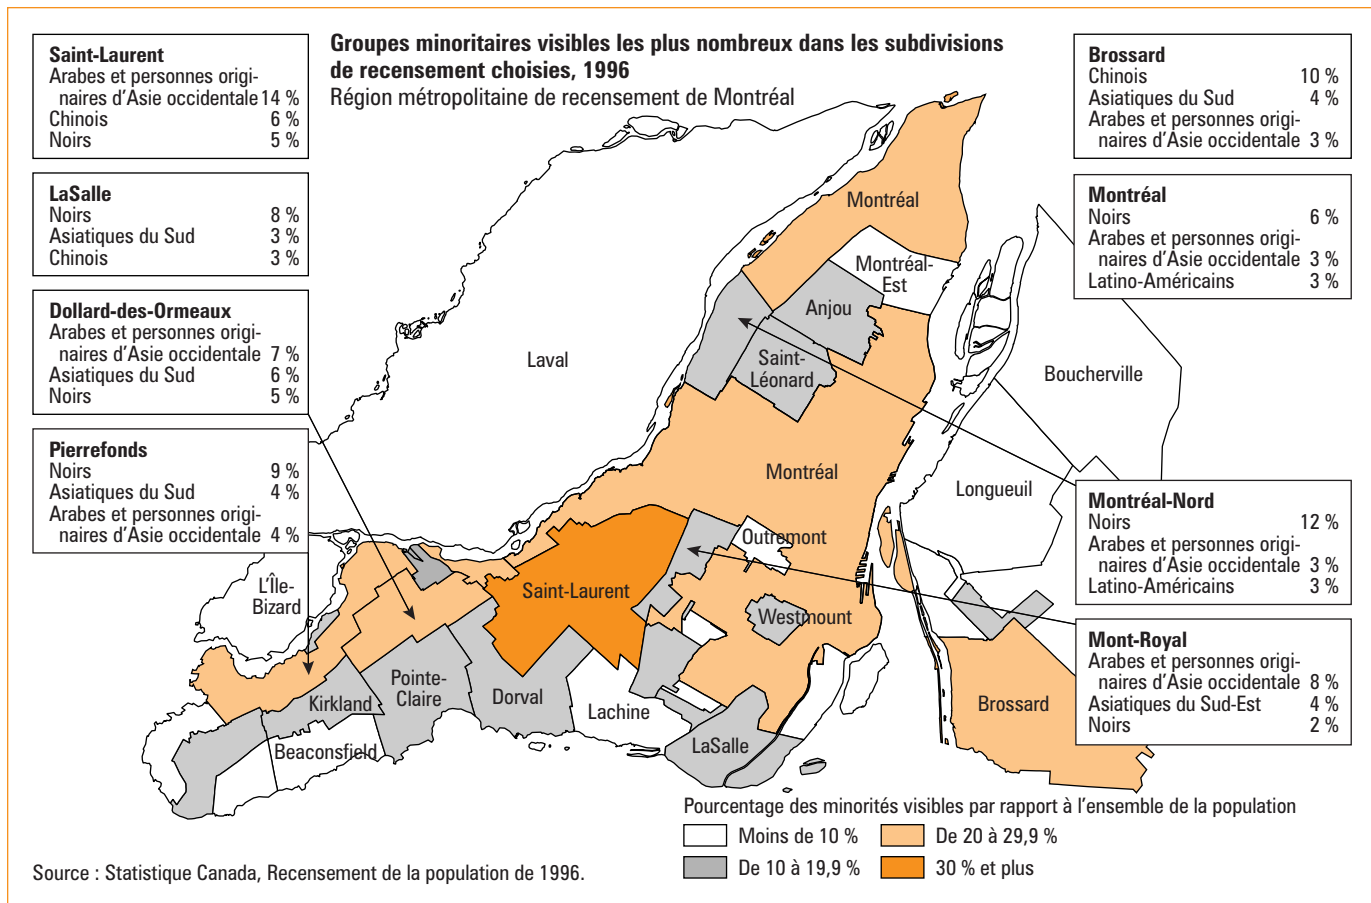 Groupes minoritaires visibles les plus nombreux dans les subdivisions
de recensement choisies, 1996
Région métropolitaine de recensement de Montréal
Saint-Laurent
Arabes et personnes origi-
naires d'Asie occidentale 14 %
Chinois 6 %
Noirs 5 %
LaSalle
Noirs 8 %
Asiatiques du Sud 3 %
Chinois 3 %
Dollard-des-Ormeaux
Arabes et personnes origi-
naires d'Asie occidentale 7 %
Asiatiques du Sud 6 %
Noirs 5 %
Pierrefonds
Noirs 9 %
Asiatiques du Sud 4 %
Arabes et personnes origi-
naires d'Asie occidentale 4 %
Brossard
Chinois 10 %
Asiatiques du Sud 4 %
Arabes et personnes origi-
naires d'Asie occidentale 3 %
Montréal
Noirs 6 %
Arabes et personnes origi-
naires d'Asie occidentale 3 %
Latino-Américains 3 %
Montréal-Nord
Noirs 12 %
Arabes et personnes origi-
naires d'Asie occidentale 3 %
Latino-Américains 3 %
Mont-Royal
Arabes et personnes origi-
naires d'Asie occidentale 8 %
Asiatiques du Sud-Est 4 %
Noirs 2 %
Montréal
Montréal-
Est
Anjou
Saint-
Léonard
Laval
Boucherville
Montréal
Longueuil
Outremont
Saint-Laurent
L'Île-
Bizard
Westmount
Pointe-
Claire
Kirkland
Dorval
Lachine
Brossard
Beaconsfield
LaSalle
Pourcentage des minorités visibles par rapport à l'ensemble de la population
Moins de 10 %
De 20 à 29,9 %
De 10 à 19,9 %
30 % et plus
Source : Statistique Canada, Recensement de la population de 1996.